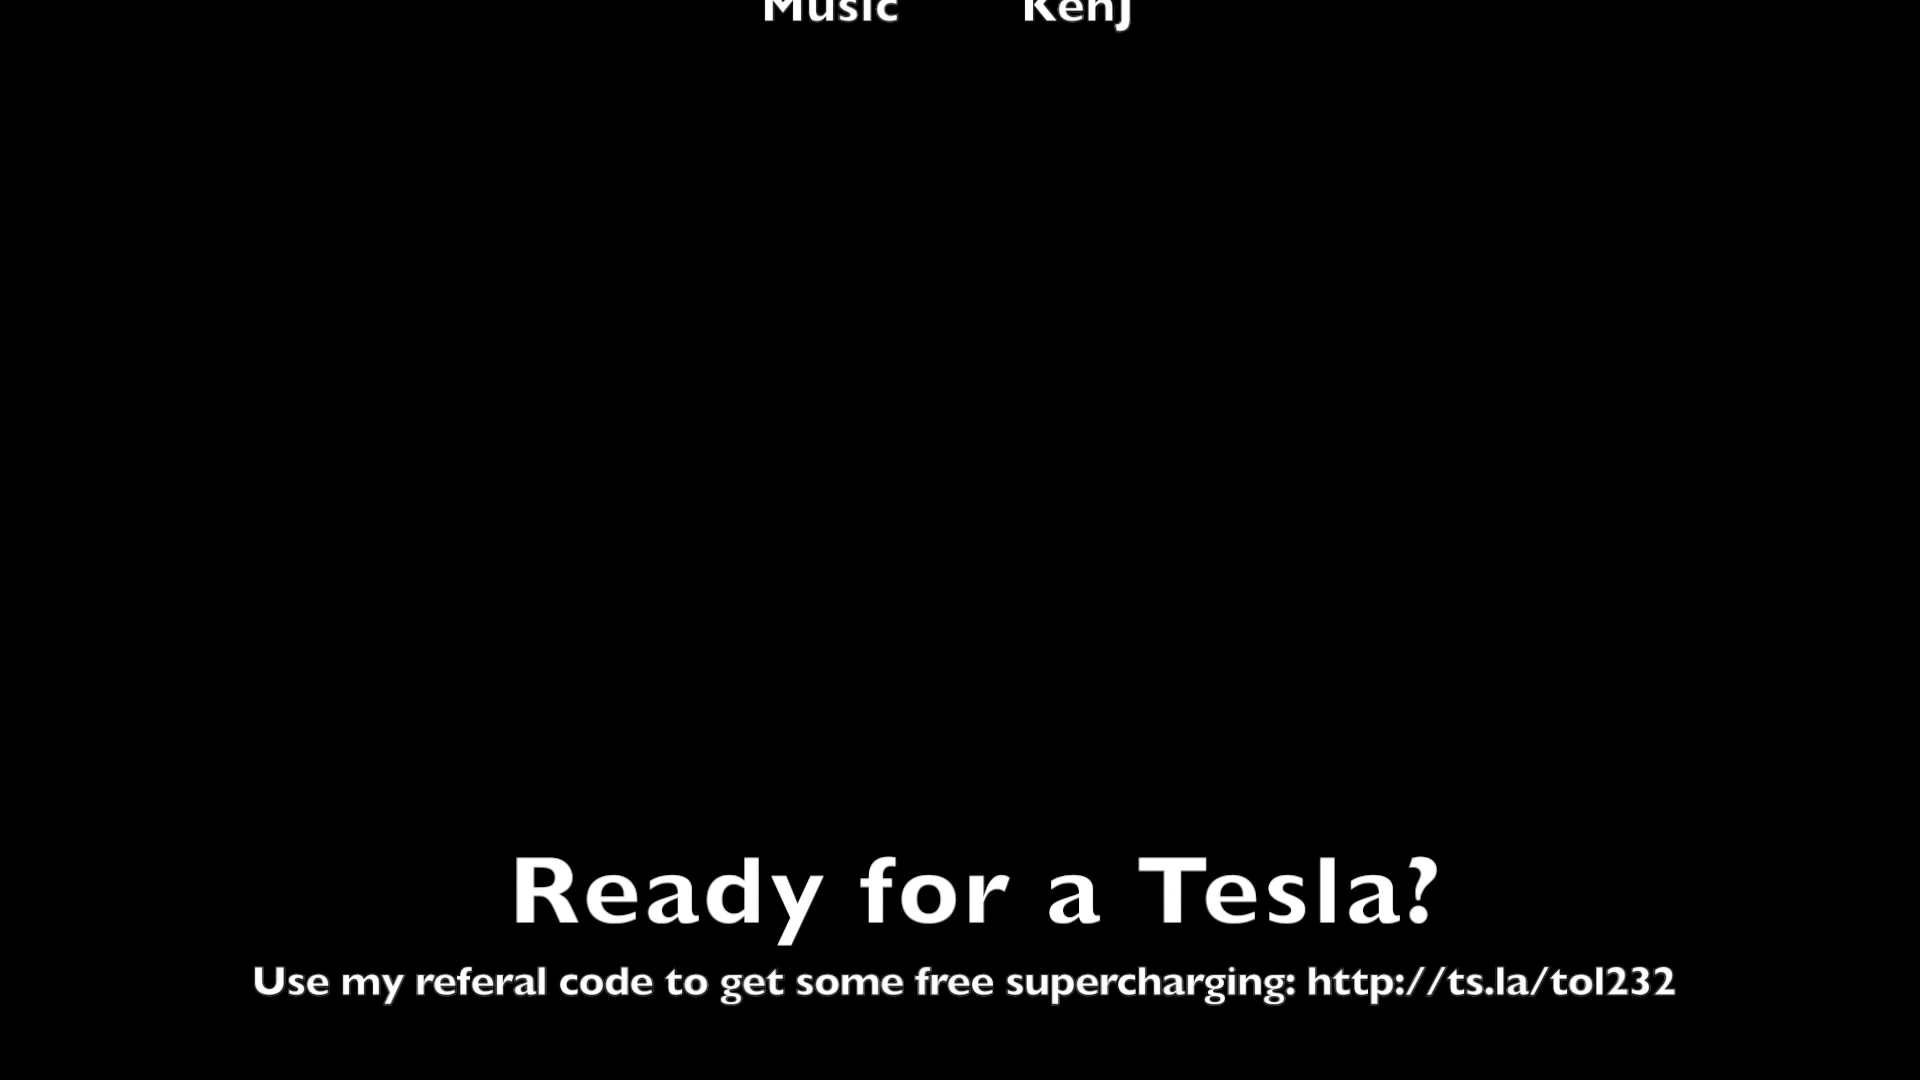 Music KenJ
Ready for a Tesla?
Use my referal code to get some free supercharging: http://ts.la/tol232